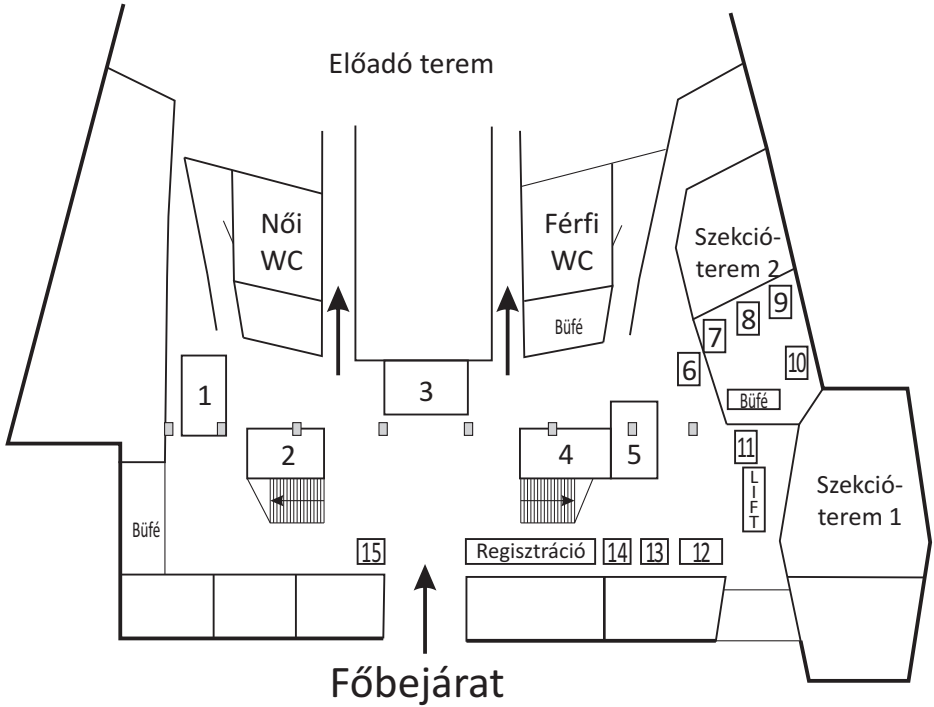 Előadó terem
Női
WC
Férfi
WC
Szekció-
terem 2
9
8
7
Büfé
10
6
1
3
Büfé
2
4
5
11
LIFT
Szekció-
terem 1
Büfé
15
Regisztráció
14
13
12
Főbejárat